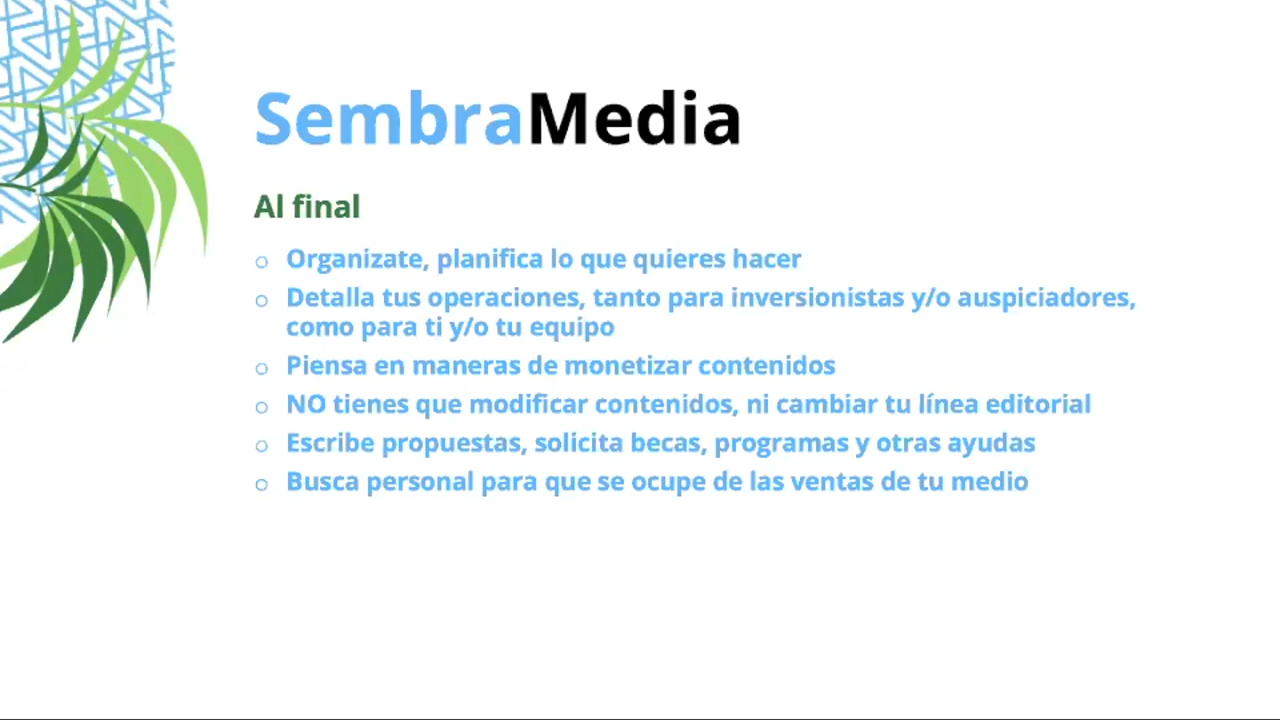 SembraMedia
Al final
Organizate, planifica lo que quieres hacer
Detalla tus operaciones, tanto para inversionistas y/o auspiciadores,
como para ti y/o tu equipo
Piensa en maneras de monetizar contenidos
NO tienes que modificar contenidos, ni cambiar tu línea editorial
Escribe propuestas, solicita becas, programas y otras ayudas
Busca personal para que se ocupe de las ventas de tu medio